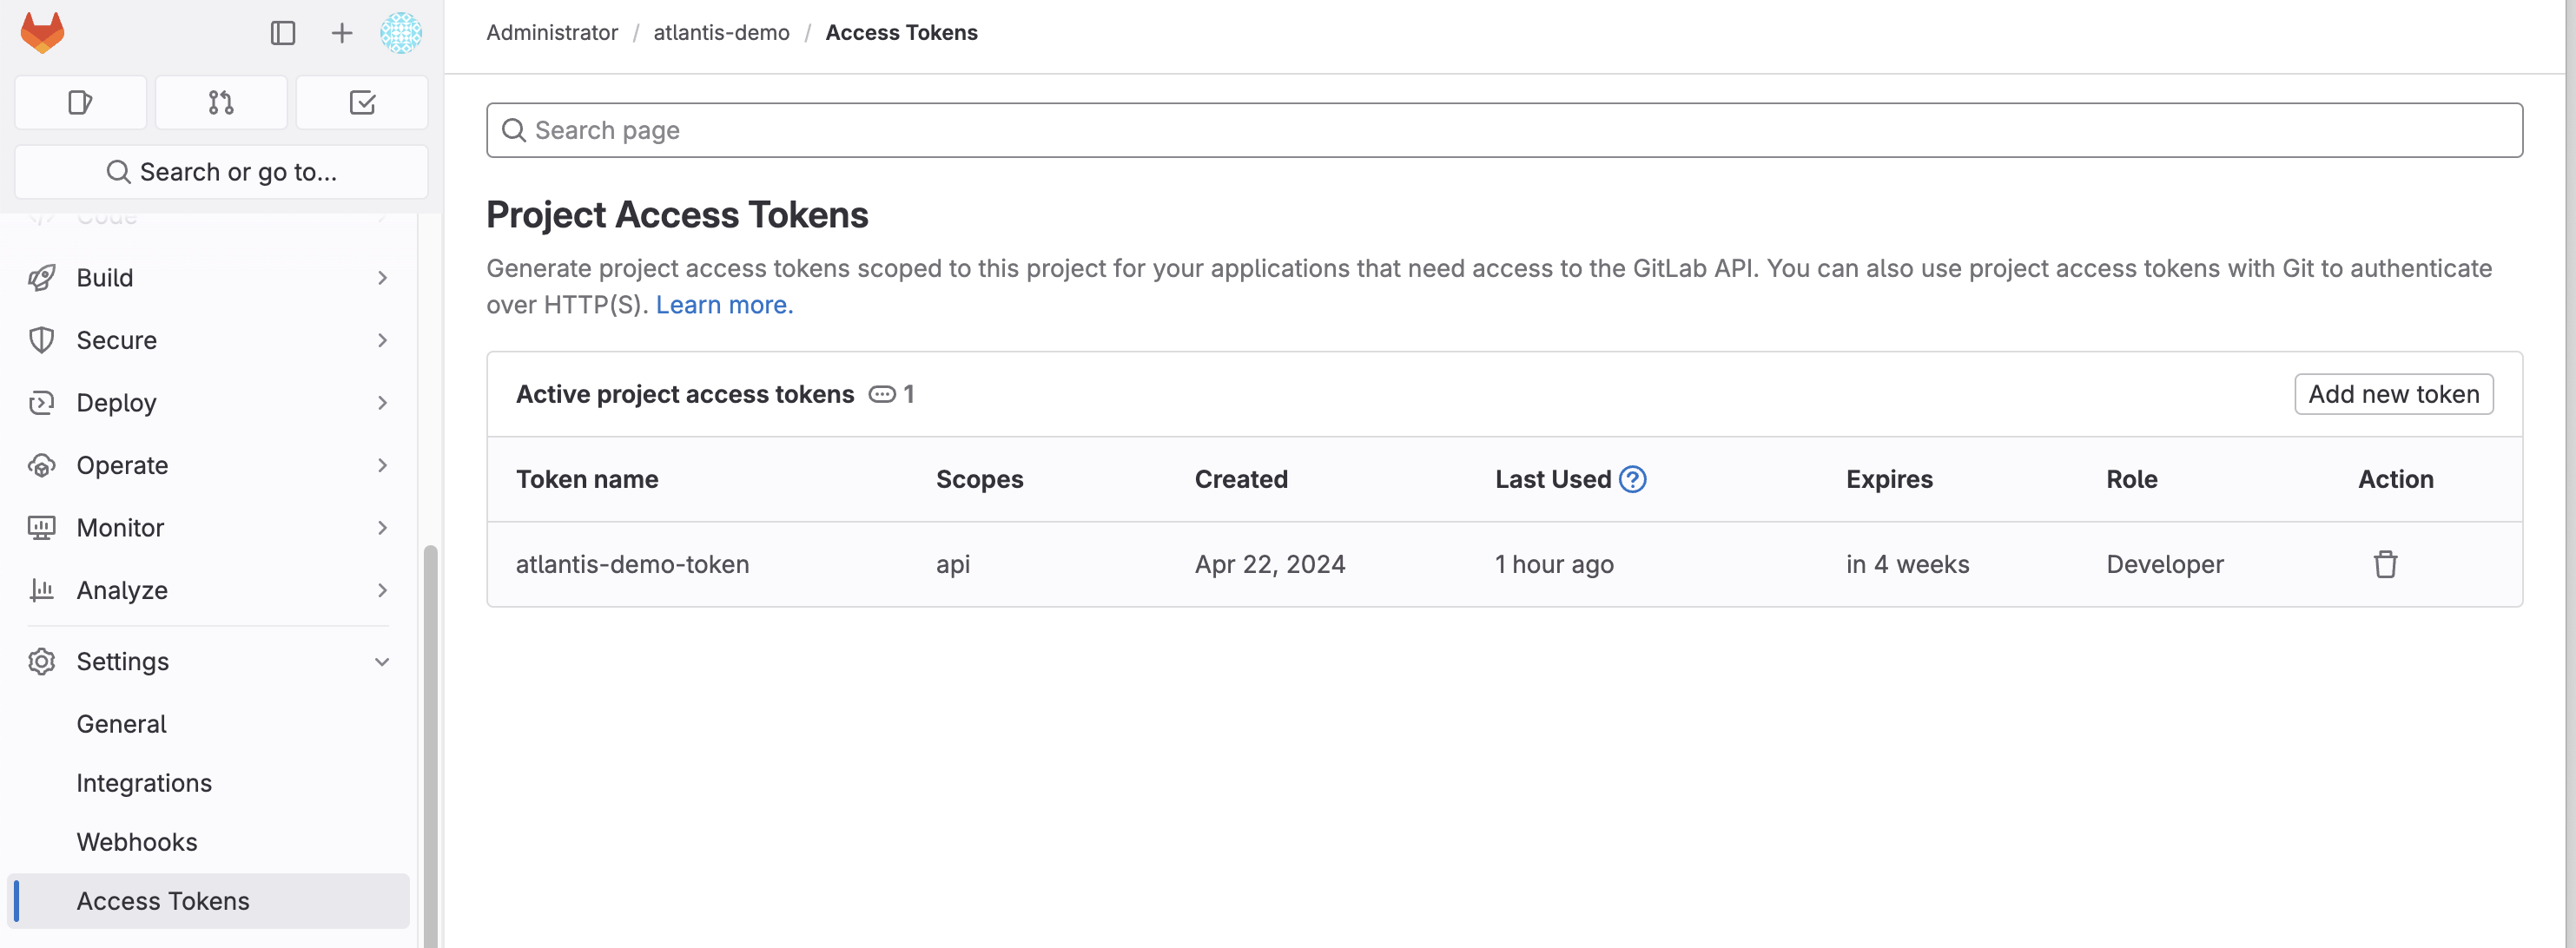 Administrator / atlantis-demo / Access Tokens
Search page
Search or go to...
Code
Build
Secure
Deploy
Operate
Monitor
Analyze
Settings
General
Integrations
Webhooks
Access Tokens
Project Access Tokens
Generate project access tokens scoped to this project for your applications that need access to the GitLab API. You can also use project access tokens with Git to authenticate
over HTTP(S). Learn more.
Active project access tokens 1
Add new token
Token name Scopes Created Last Used ? Expires Role Action
atlantis-demo-token api Apr 22, 2024 1 hour ago in 4 weeks Developer